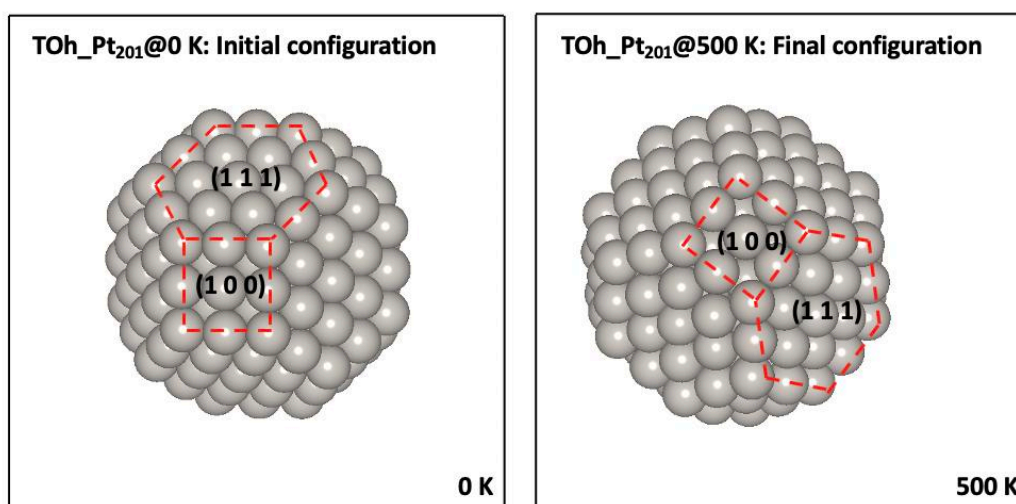 TOh_Pt₂₀₁@0 K: Initial configuration
(1 1 1)
(1 0 0)
0 K
TOh_Pt₂₀₁@500 K: Final configuration
(1 0 0)
(1 1 1)
500 K